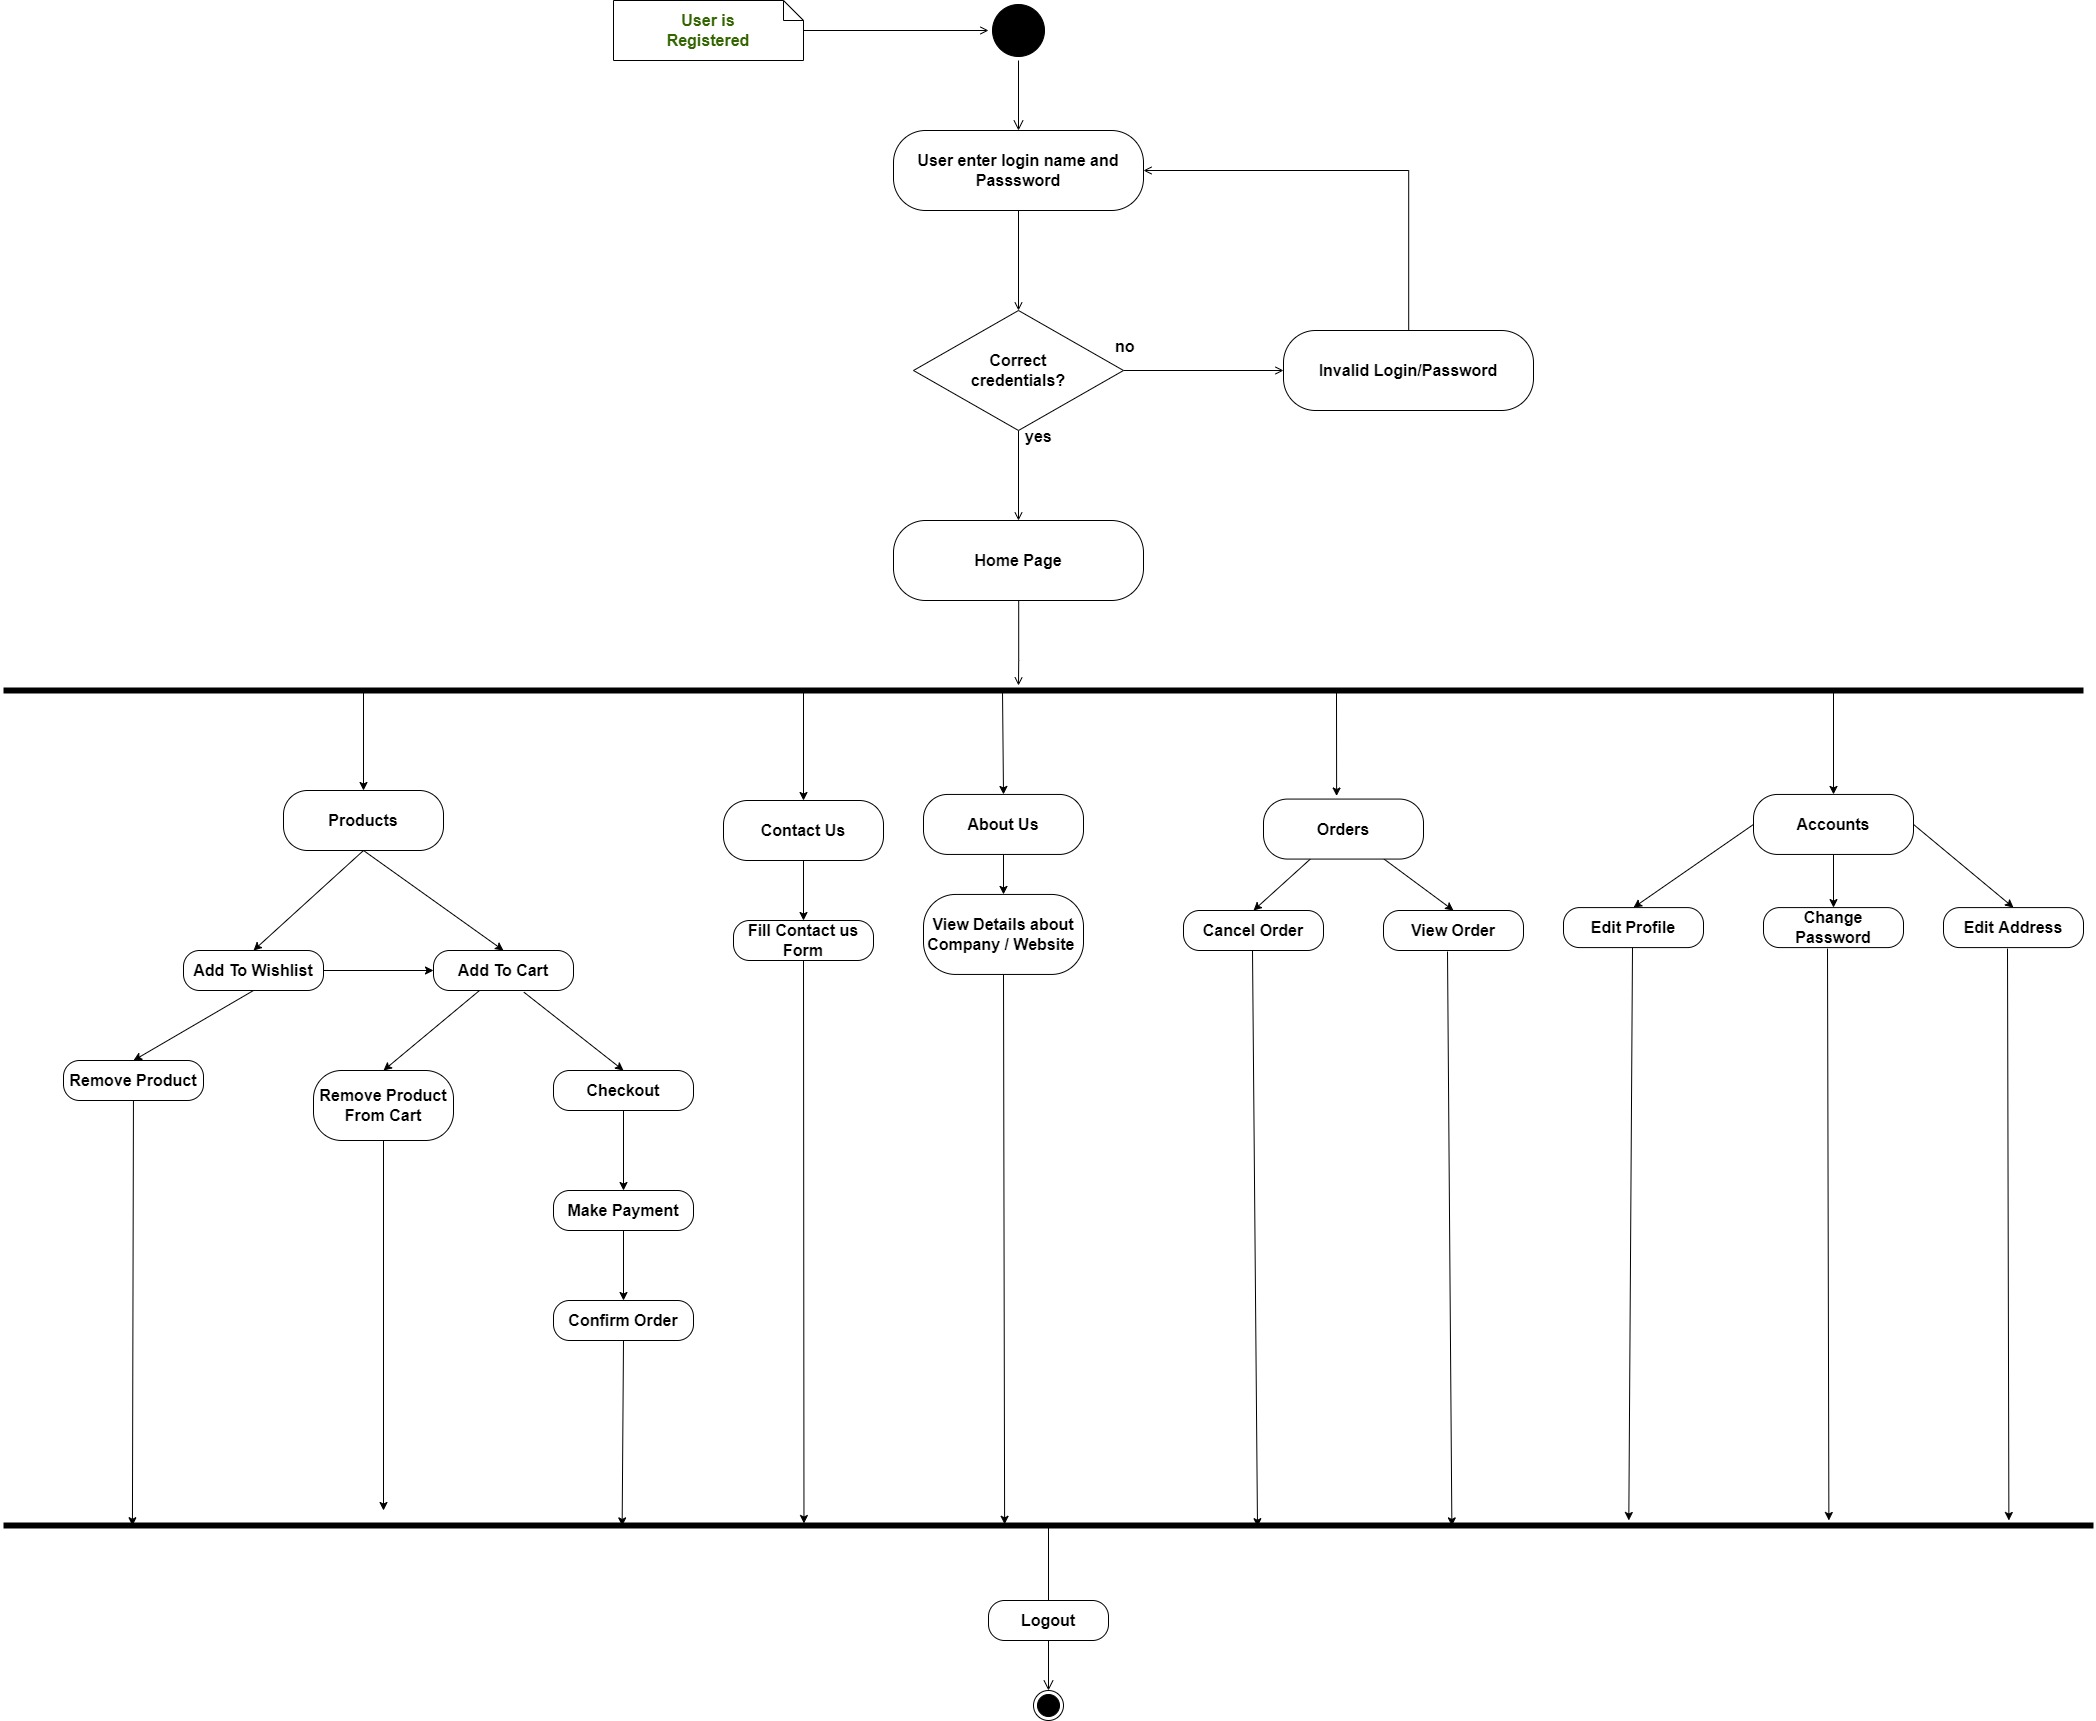 User is
Registered
User enter login name and
Passsword
Correct
credentials?
no
Invalid Login/Password
yes
Home Page
Products
Contact Us
About Us
Orders
Accounts
Add To Wishlist
Add To Cart
Fill Contact us
Form
View Details about
Company / Website
Cancel Order
View Order
Edit Profile
Change
Password
Edit Address
Remove Product
Remove Product
From Cart
Checkout
Make Payment
Confirm Order
Logout